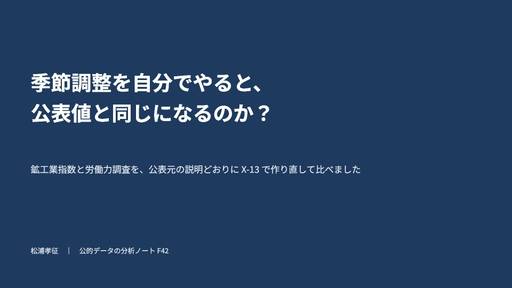 季節調整を自分でやると、
公表値と同じになるのか？
鉱工業指数と労働力調査を、公表元の説明どおりに X-13 で作り直して比べました
松浦孝征 ｜ 公的データの分析ノート F42